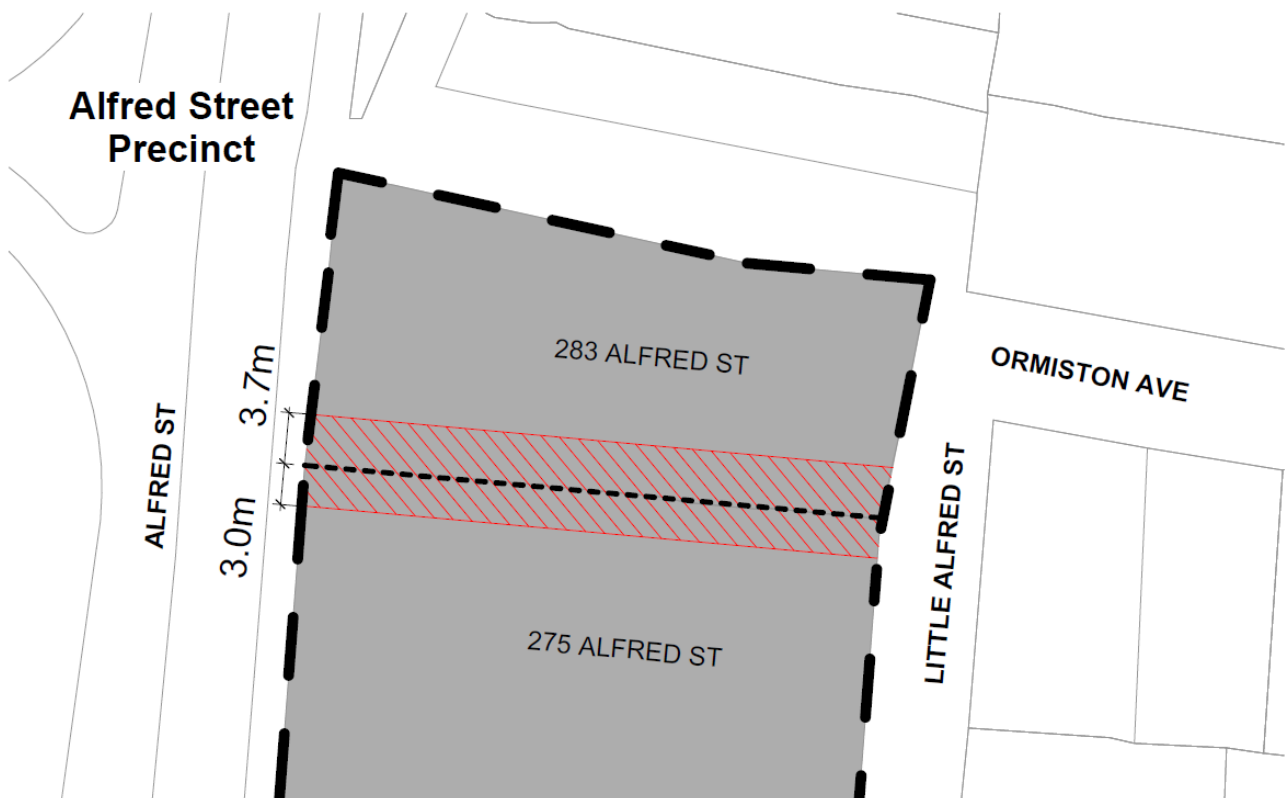 Alfred Street
Precinct
283 ALFRED ST
ORMISTON AVE
3.7m
ALFRED ST
LITTLE ALFRED ST
3.0m
275 ALFRED ST